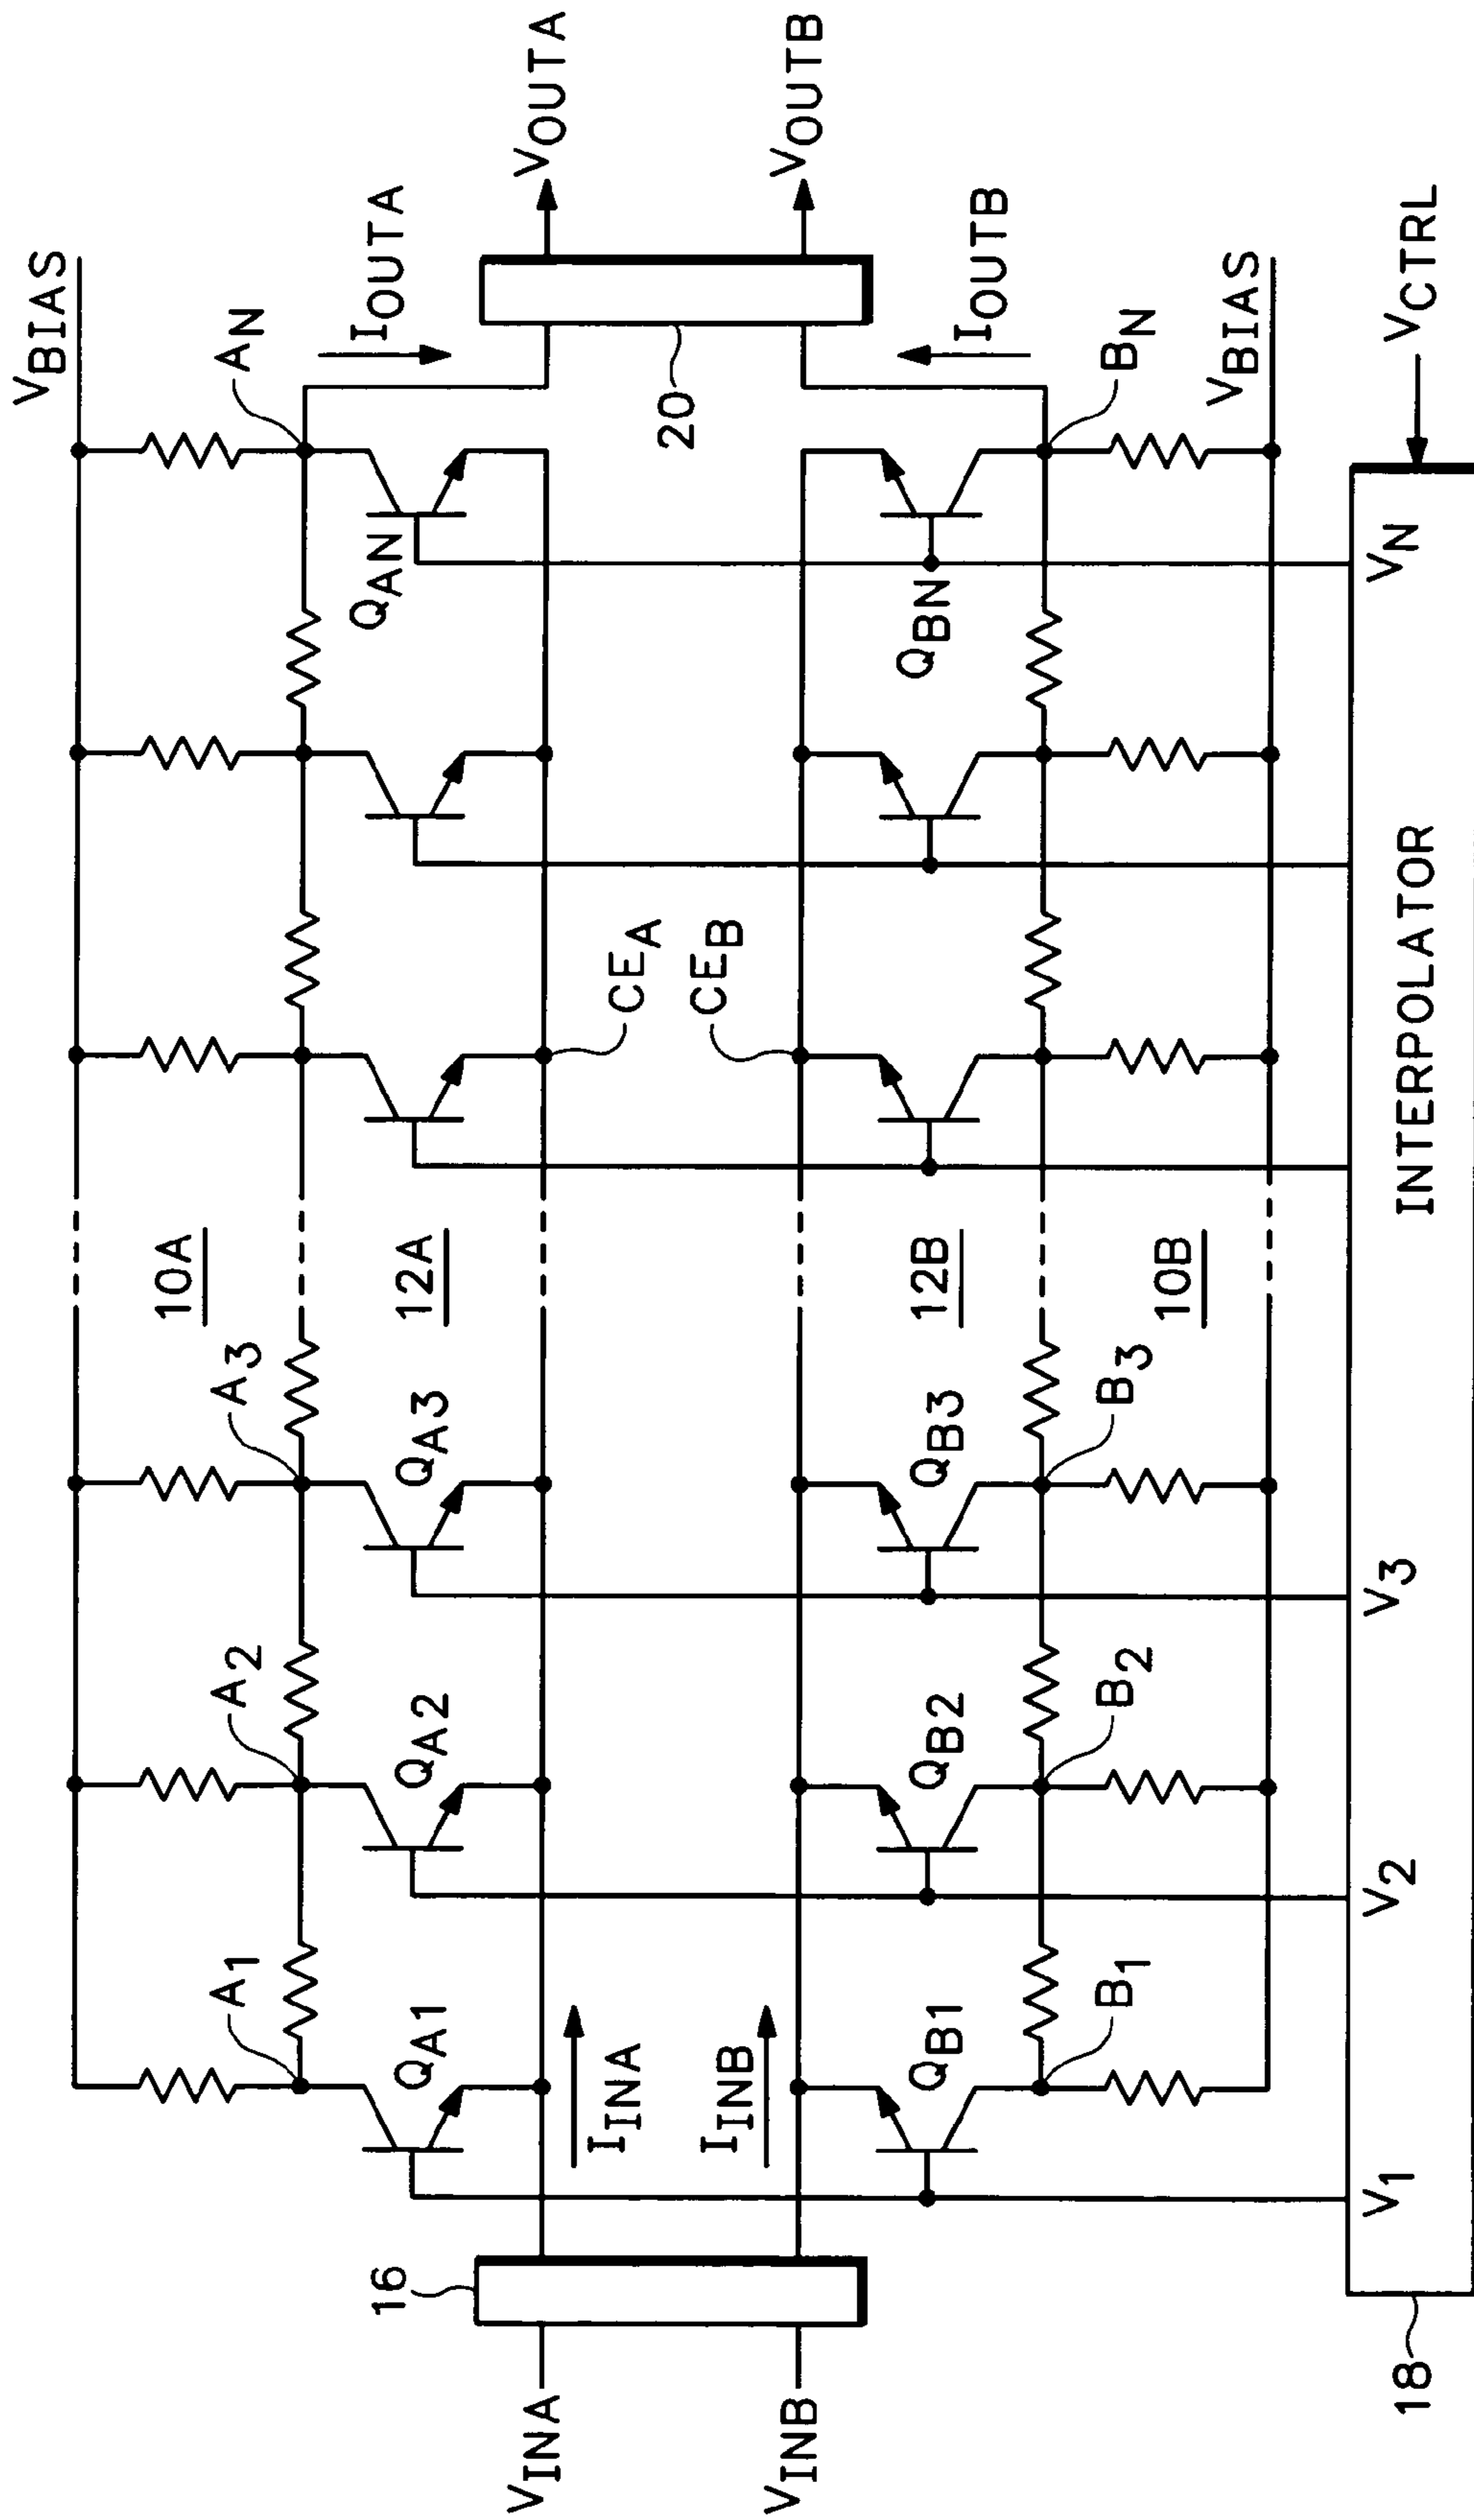 VBIAS
AN
IOUTA
VOUTA
10A
A1
A2
A3
QA1
QA2
QA3
12A
QAN
16
VINA
IINA
CEA
20
VINB
IINB
CEB
VOUTB
QB1
QB2
QB3
12B
QBN
IOUTB
B1
B2
B3
10B
BN
VBIAS
V1
V2
V3
VN
18
INTERPOLATOR
VCTRL